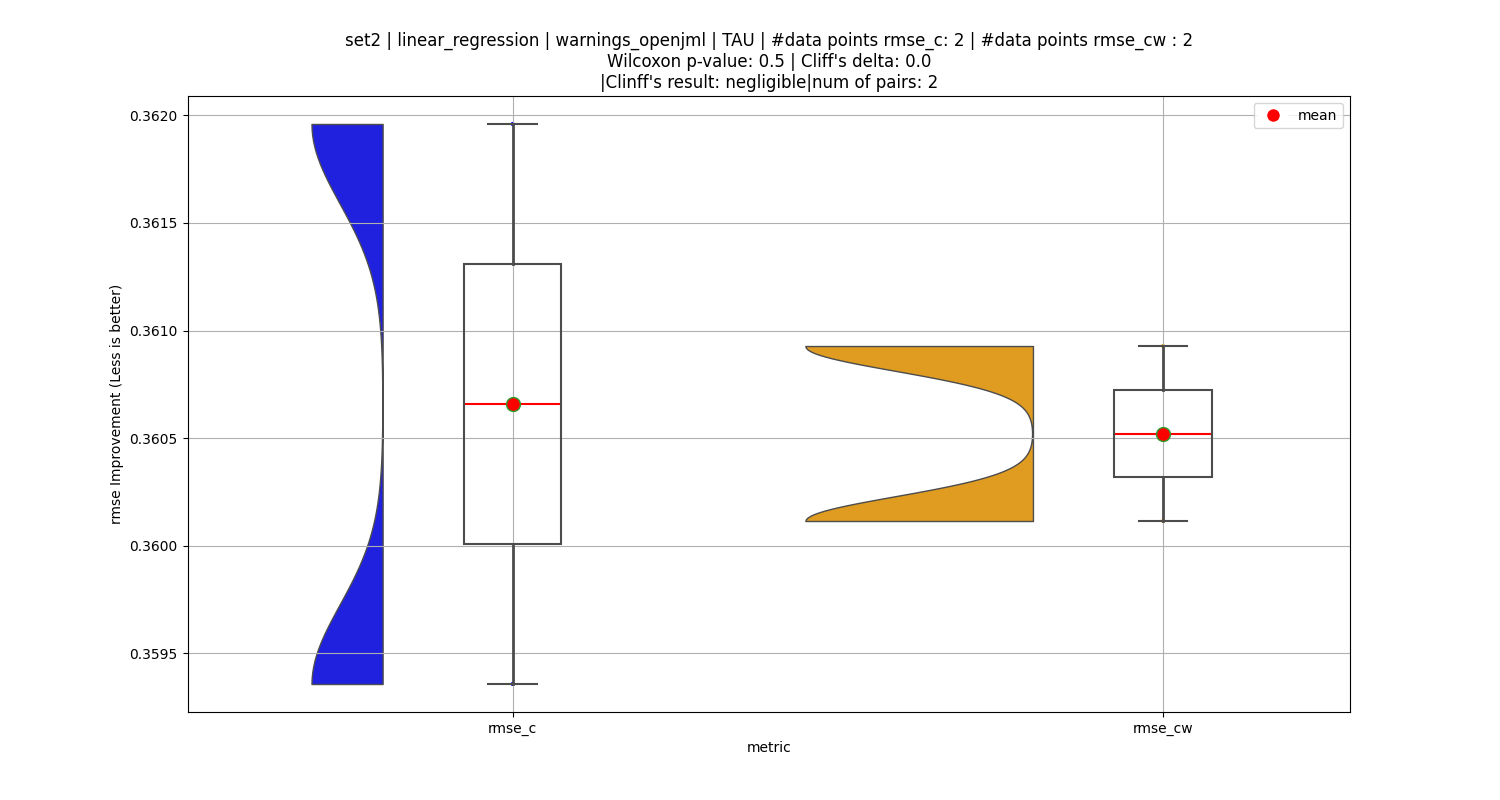 set2 | linear_regression | warnings_openjml | TAU | #data points rmse_c: 2 | #data points rmse_cw : 2
Wilcoxon p-value: 0.5 | Cliff's delta: 0.0
|Clinff's result: negligible|num of pairs: 2
mean
0.3620
0.3615
0.3610
0.3605
0.3600
0.3595
rmse Improvement (Less is better)
rmse_c
rmse_cw
metric